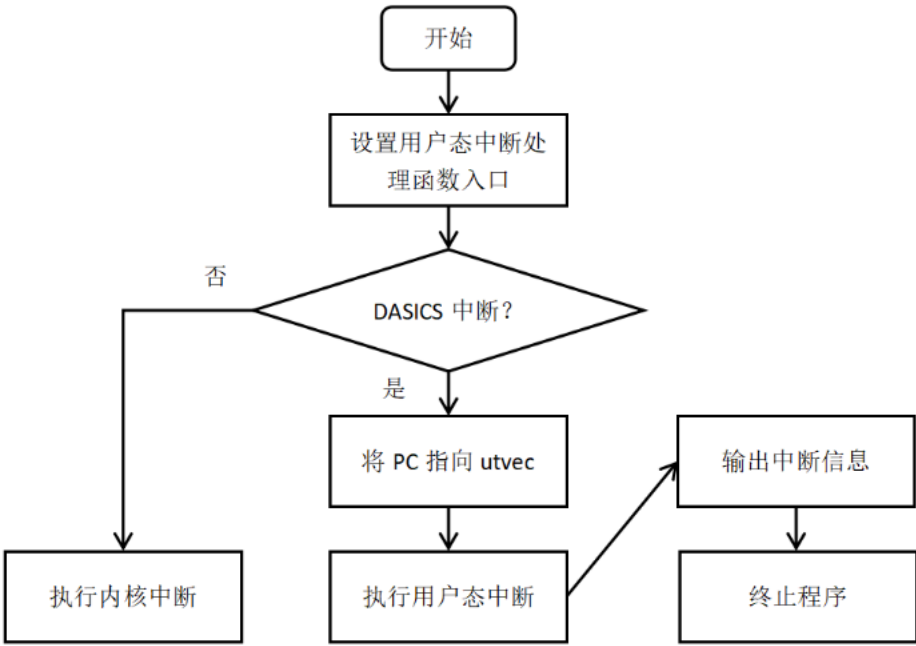 开始
设置用户态中断处
理函数入口
否
DASICS 中断？
是
将 PC 指向 utvec
输出中断信息
执行内核中断
执行用户态中断
终止程序